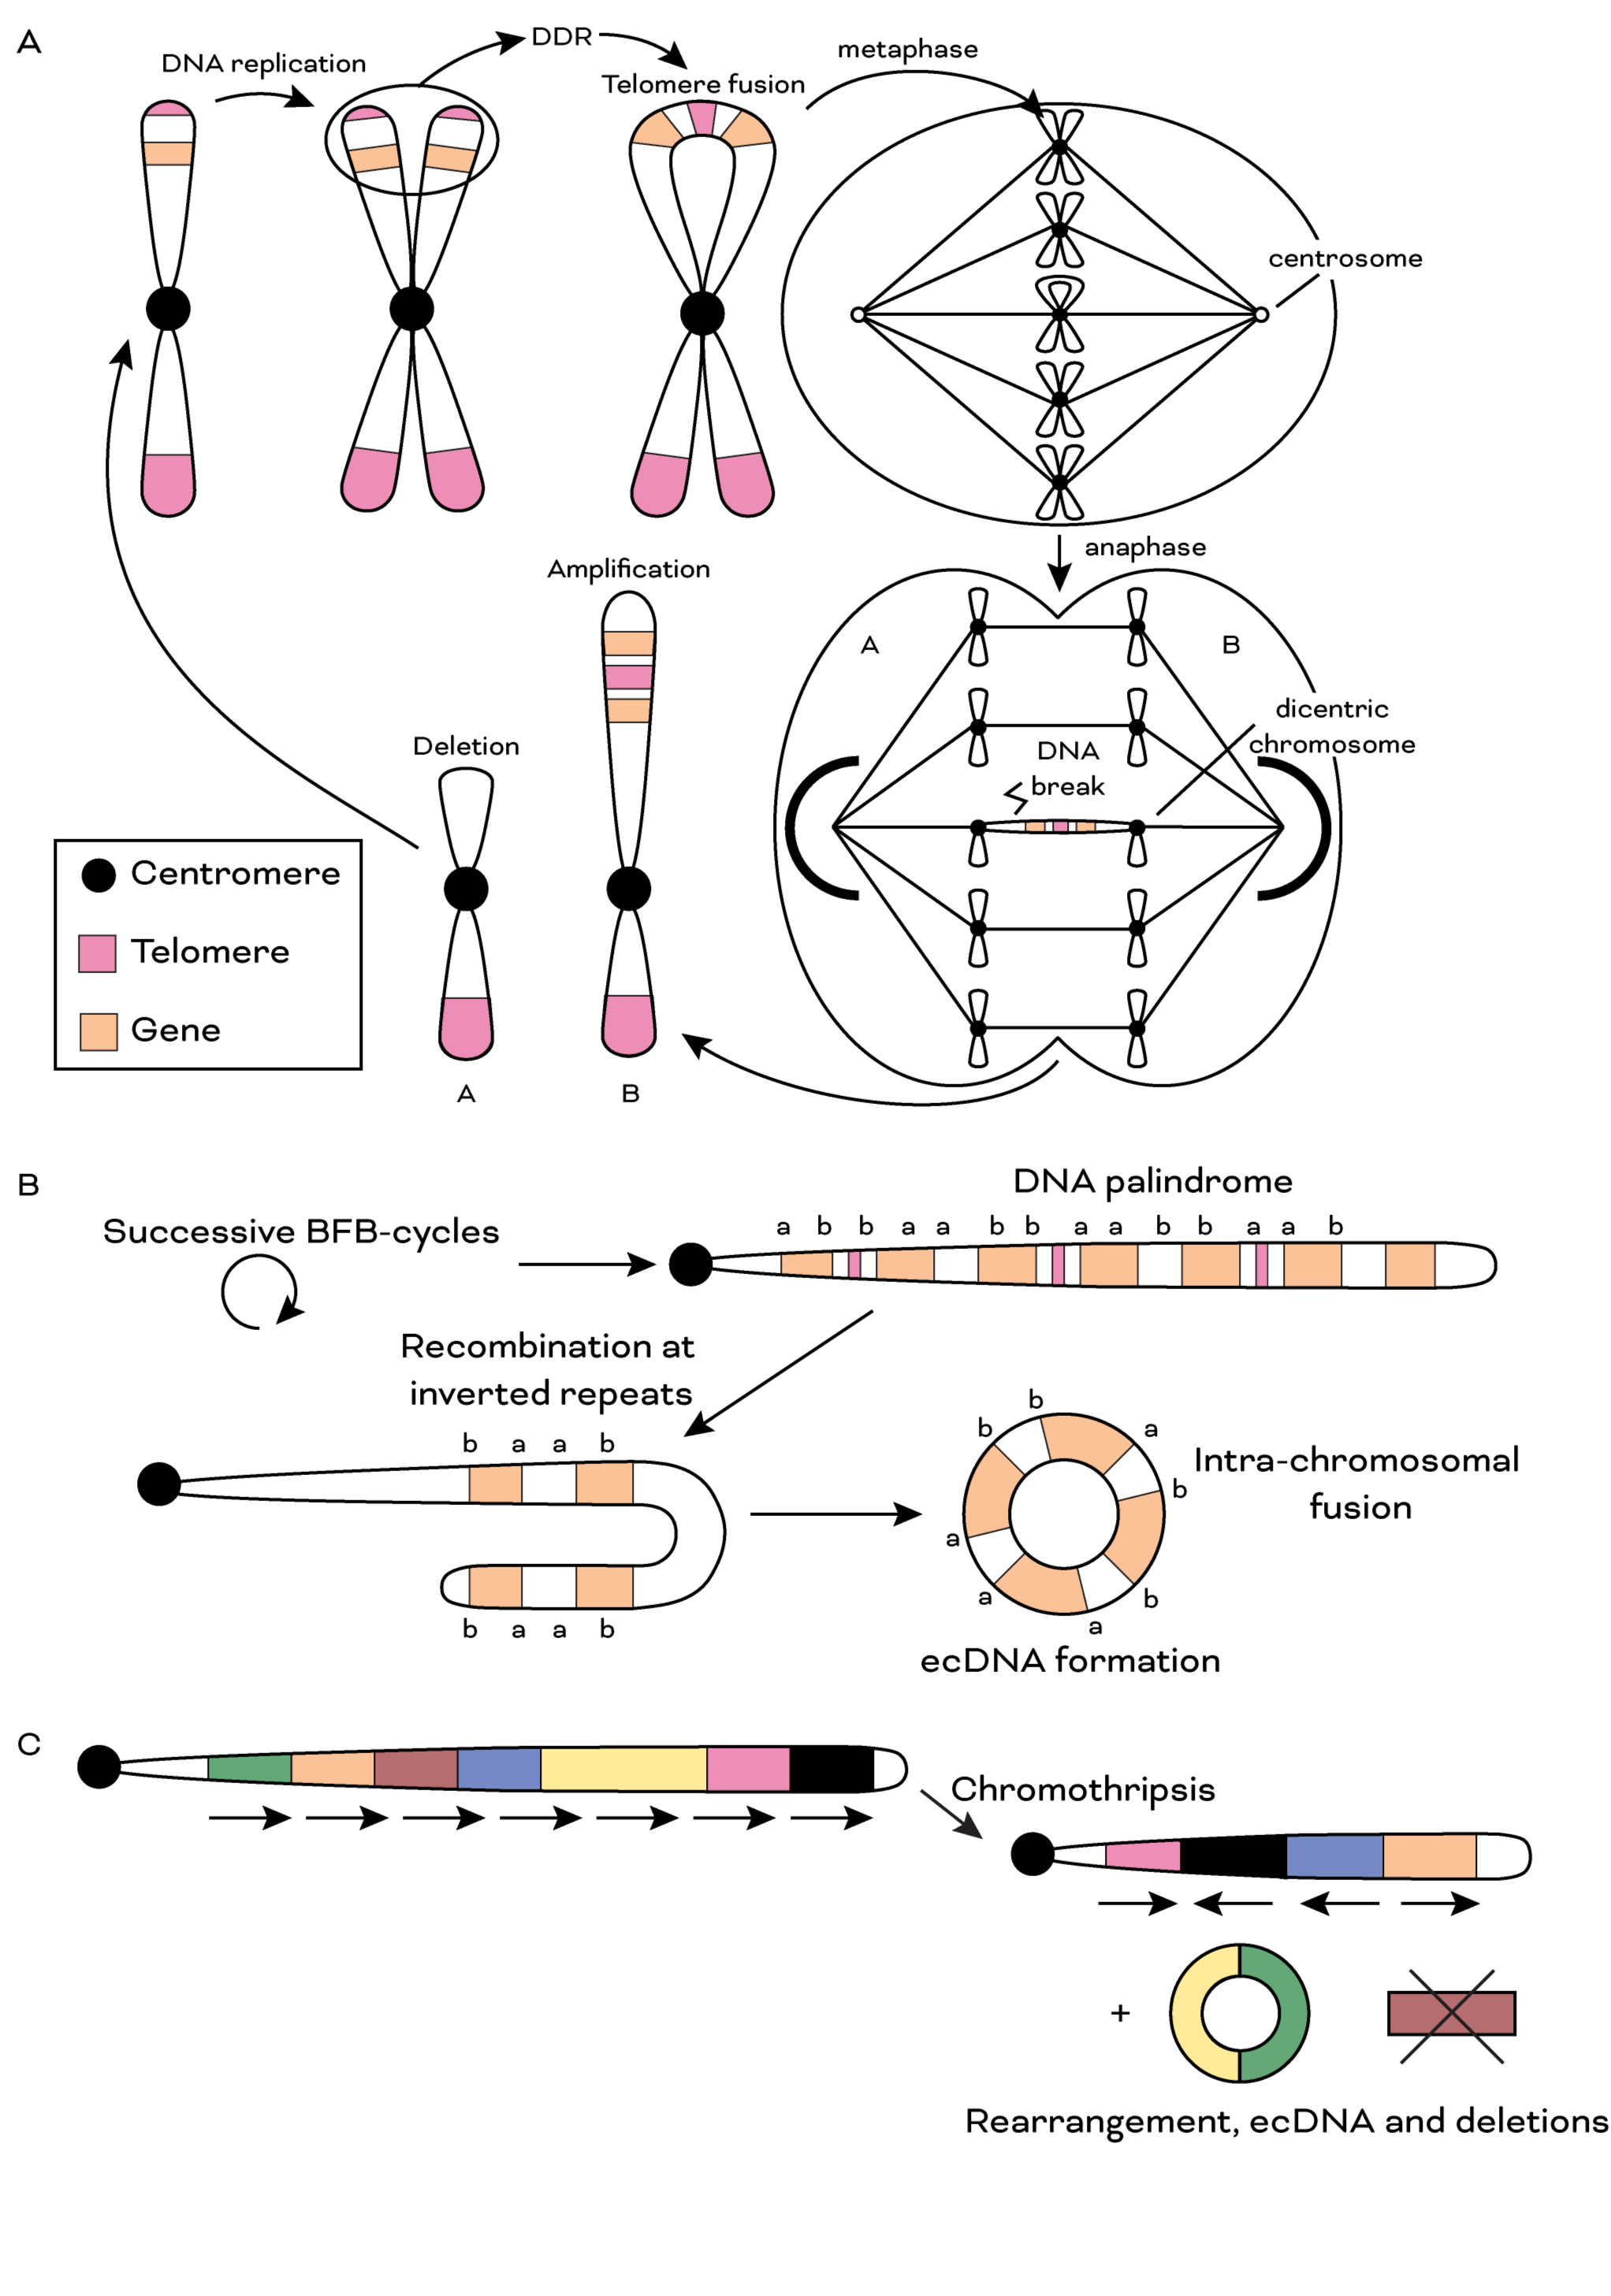 A
DNA replication
DDR
Telomere fusion
metaphase
centrosome
anaphase
Amplification
A
B
dicentric
chromosome
DNA
break
Deletion
Centromere
Telomere
Gene
A
B
B
DNA palindrome
Successive BFB-cycles
a b b a a b b a a b b a a b
Recombination at
inverted repeats
b a a b
b a a b
b
b
a
b
b
a
a
a
Intra-chromosomal
fusion
ecDNA formation
C
Chromothripsis
+
Rearrangement, ecDNA and deletions